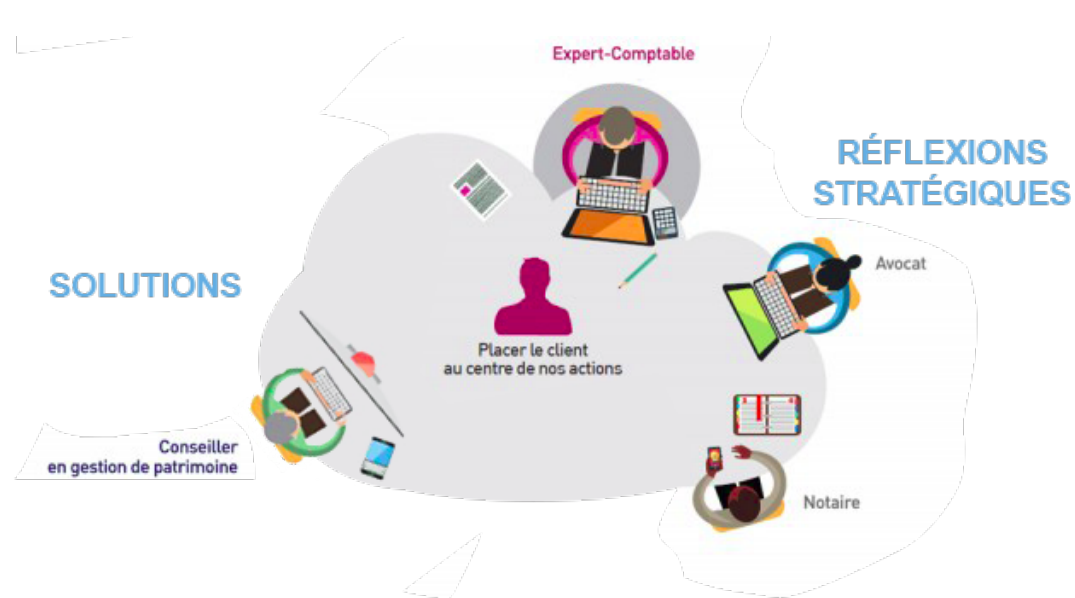 Expert-Comptable
RÉFLEXIONS
STRATÉGIQUES
Avocat
SOLUTIONS
Placer le client
au centre de nos actions
Conseiller
en gestion de patrimoine
Notaire